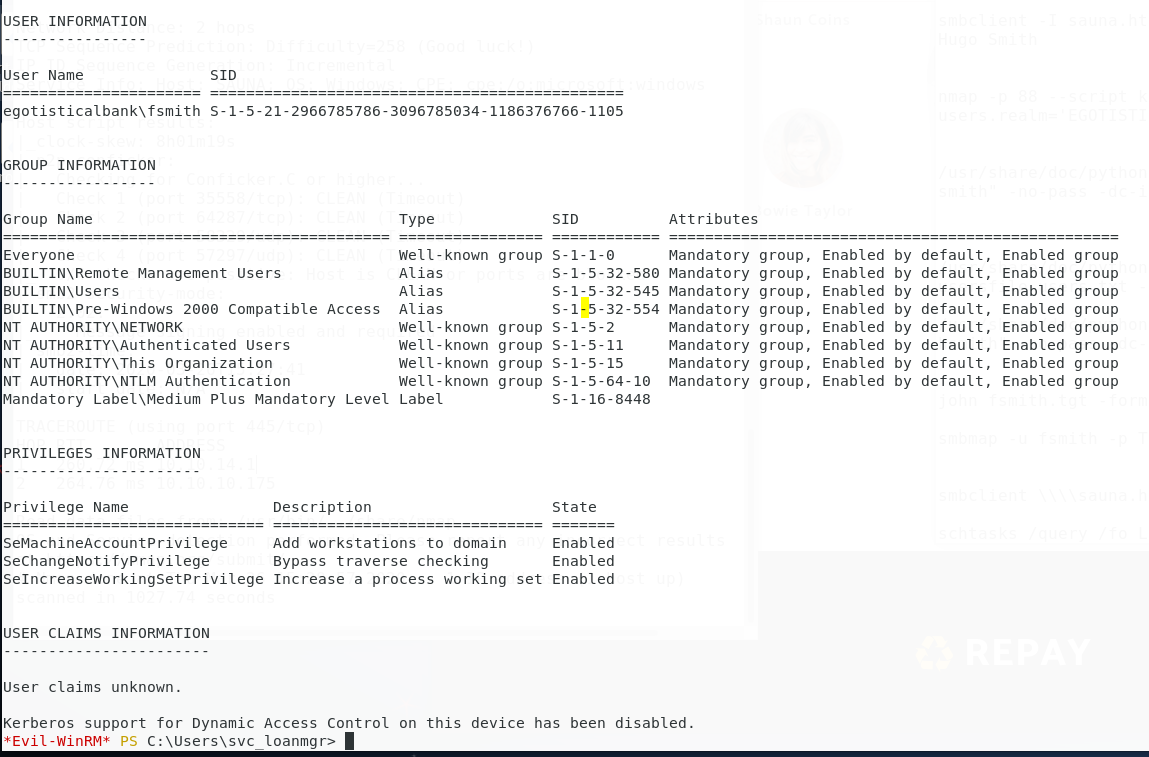 USER INFORMATION
----------------
User Name              SID
====================== ==============================================
egotisticalbank\fsmith S-1-5-21-2966785786-3096785034-1186376766-1105
GROUP INFORMATION
-----------------
Group Name                                  Type             SID          Attributes
=========================================== ================ ============ ==================================================
Everyone                                    Well-known group S-1-1-0      Mandatory group, Enabled by default, Enabled group
BUILTIN\Remote Management Users             Alias            S-1-5-32-580 Mandatory group, Enabled by default, Enabled group
BUILTIN\Users                               Alias            S-1-5-32-545 Mandatory group, Enabled by default, Enabled group
BUILTIN\Pre-Windows 2000 Compatible Access  Alias            S-1-5-32-554 Mandatory group, Enabled by default, Enabled group
NT AUTHORITY\NETWORK                        Well-known group S-1-5-2      Mandatory group, Enabled by default, Enabled group
NT AUTHORITY\Authenticated Users            Well-known group S-1-5-11     Mandatory group, Enabled by default, Enabled group
NT AUTHORITY\This Organization              Well-known group S-1-5-15     Mandatory group, Enabled by default, Enabled group
NT AUTHORITY\NTLM Authentication            Well-known group S-1-5-64-10  Mandatory group, Enabled by default, Enabled group
Mandatory Label\Medium Plus Mandatory Level Label            S-1-16-8448
PRIVILEGES INFORMATION
----------------------
Privilege Name                Description                    State
============================= ============================== =======
SeMachineAccountPrivilege     Add workstations to domain     Enabled
SeChangeNotifyPrivilege       Bypass traverse checking       Enabled
SeIncreaseWorkingSetPrivilege Increase a process working set Enabled
USER CLAIMS INFORMATION
-----------------------
User claims unknown.
Kerberos support for Dynamic Access Control on this device has been disabled.
*Evil-WinRM* PS C:\Users\svc_loanmgr>
REPAY